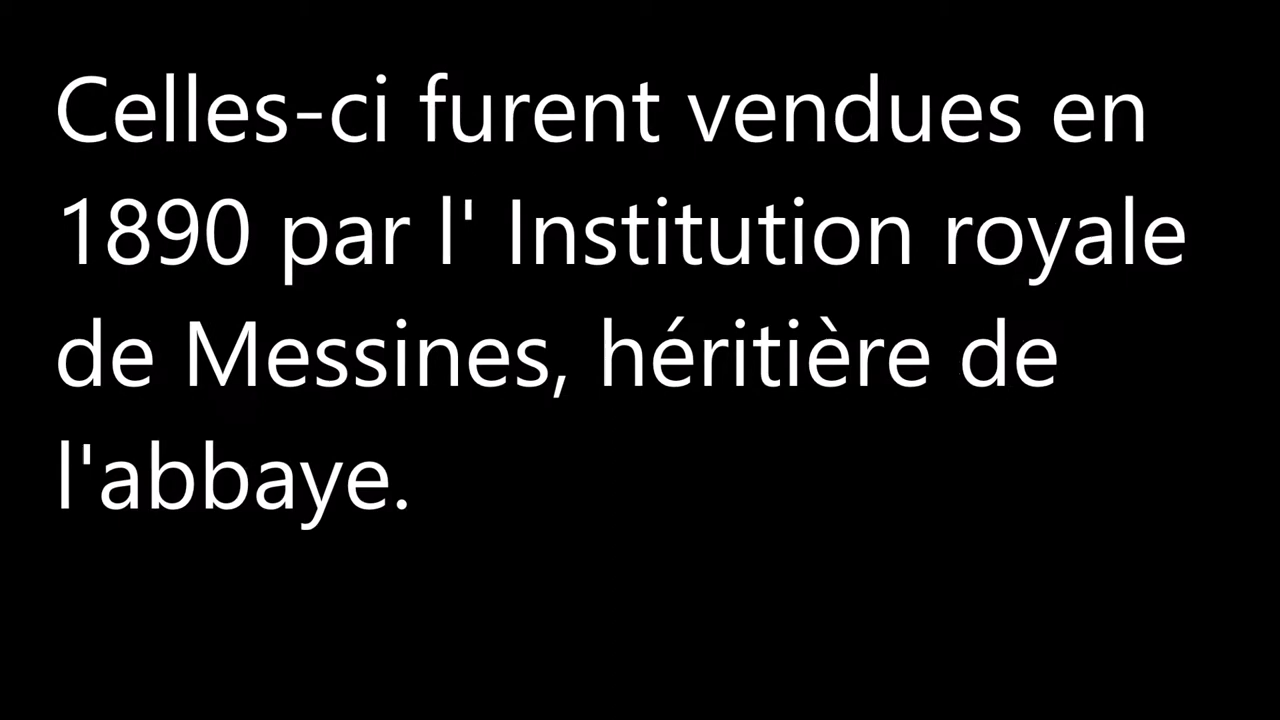 Celles-ci furent vendues en
1890 par l' Institution royale
de Messines, héritière de
l'abbaye.